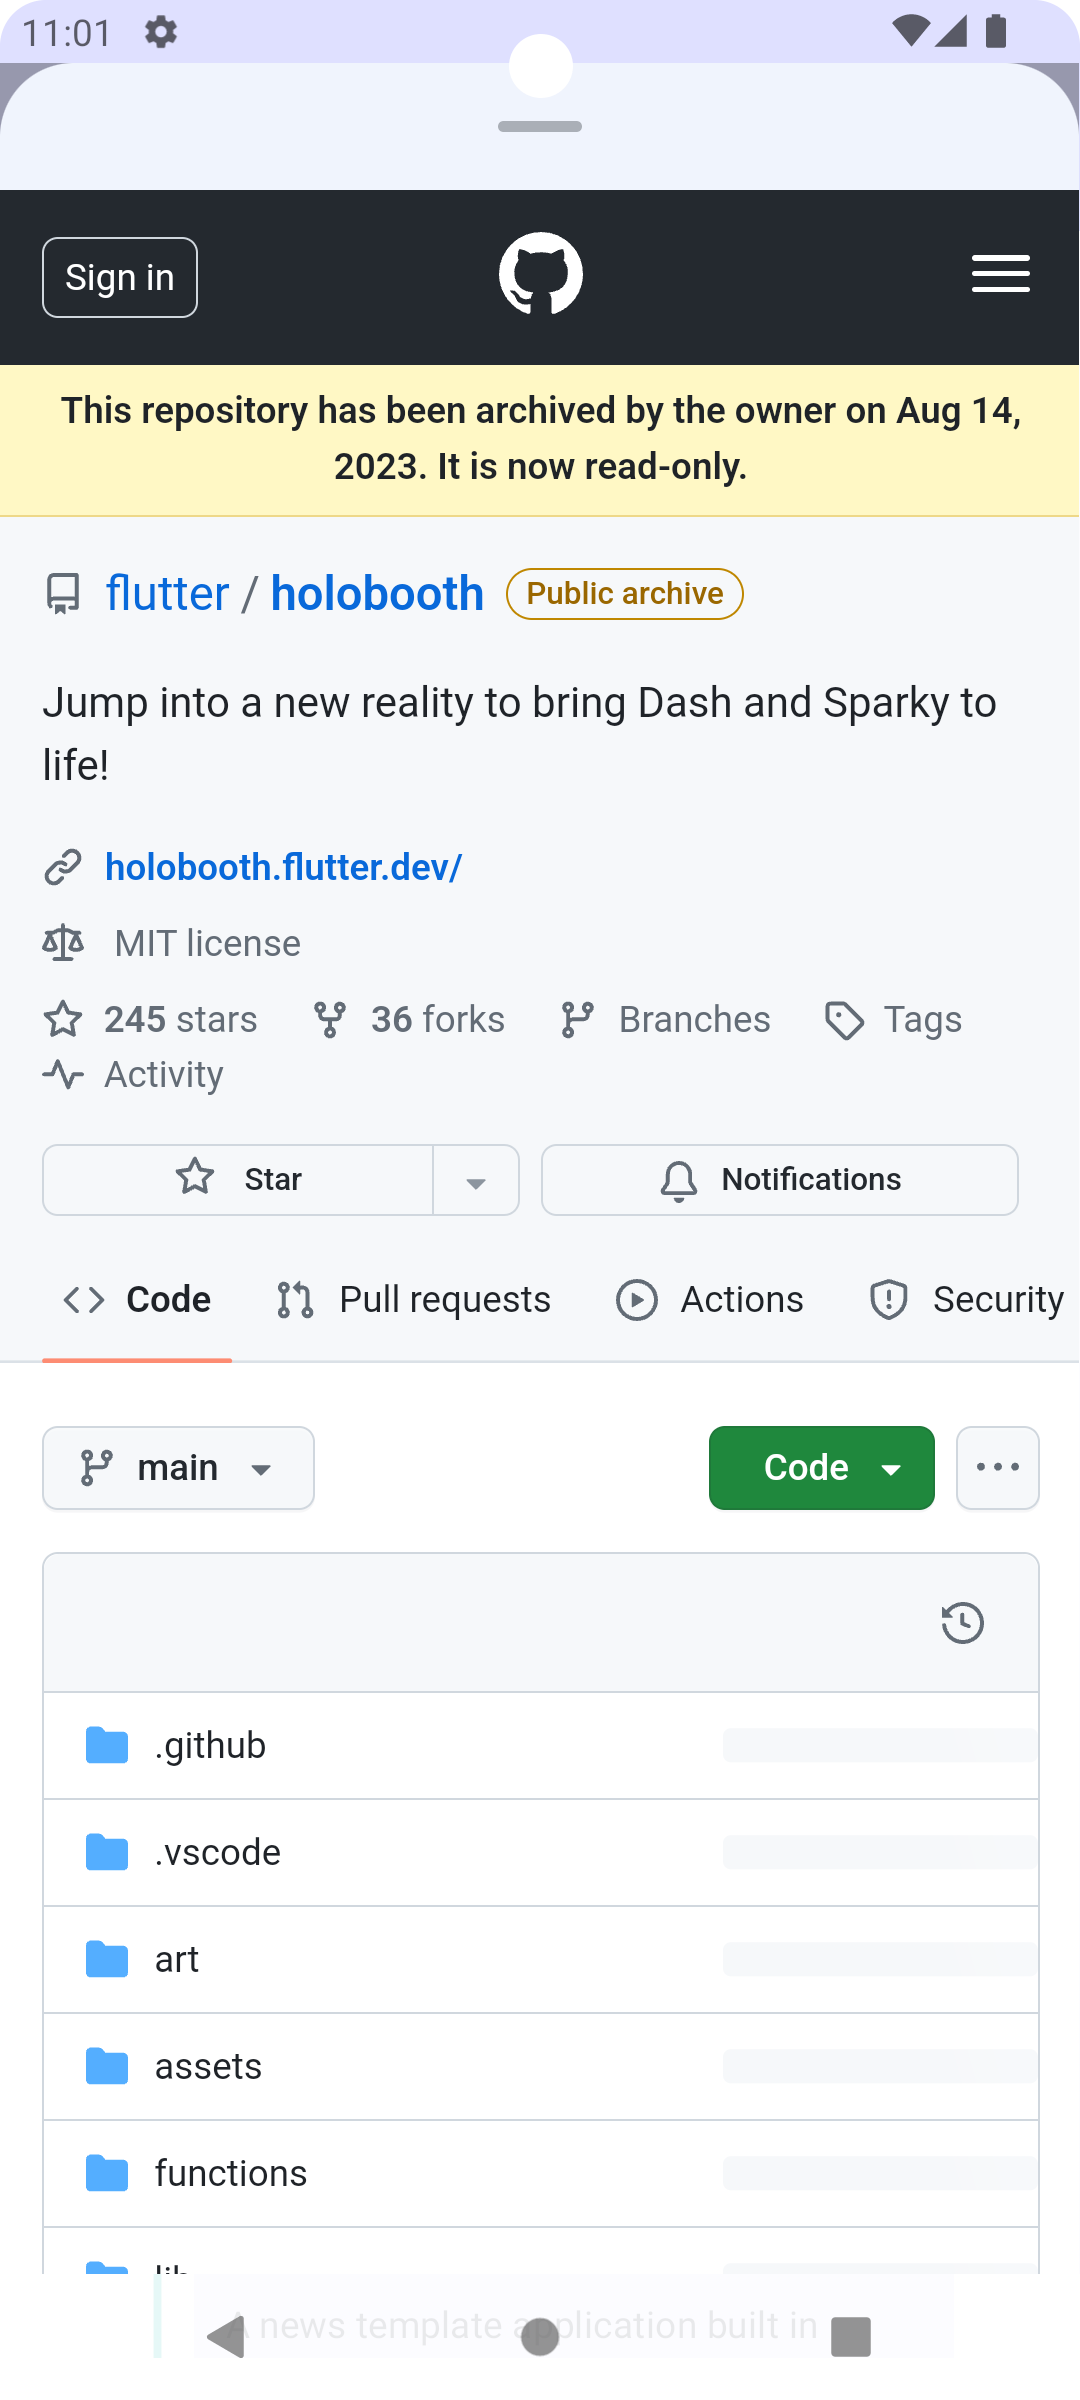 11:01
Sign in
This repository has been archived by the owner on Aug 14,
2023. It is now read-only.
flutter / holobooth Public archive
Jump into a new reality to bring Dash and Sparky to
life!
holobooth.flutter.dev/
MIT license
245 stars 36 forks Branches Tags
Activity
Star Notifications
Code Pull requests Actions Security
main Code
.github
.vscode
art
assets
functions
lib
A news template application built in